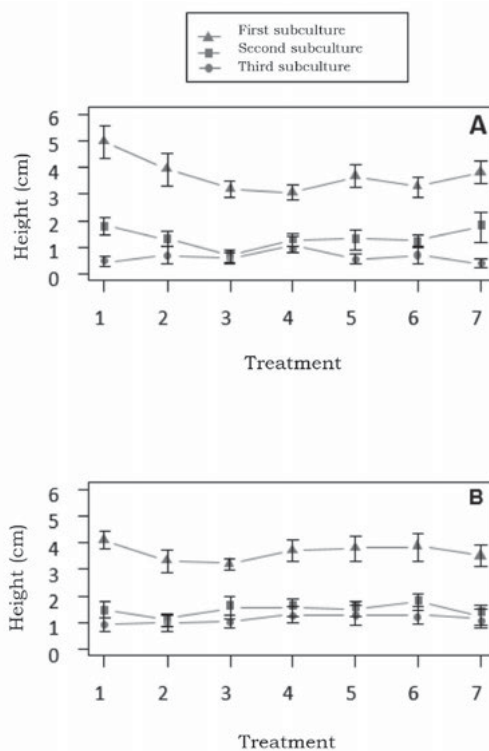 First subculture
Second subculture
Third subculture
A
6
5
4
3
2
1
0
Height (cm)
1 2 3 4 5 6 7
Treatment
B
6
5
4
3
2
1
0
Height (cm)
1 2 3 4 5 6 7
Treatment